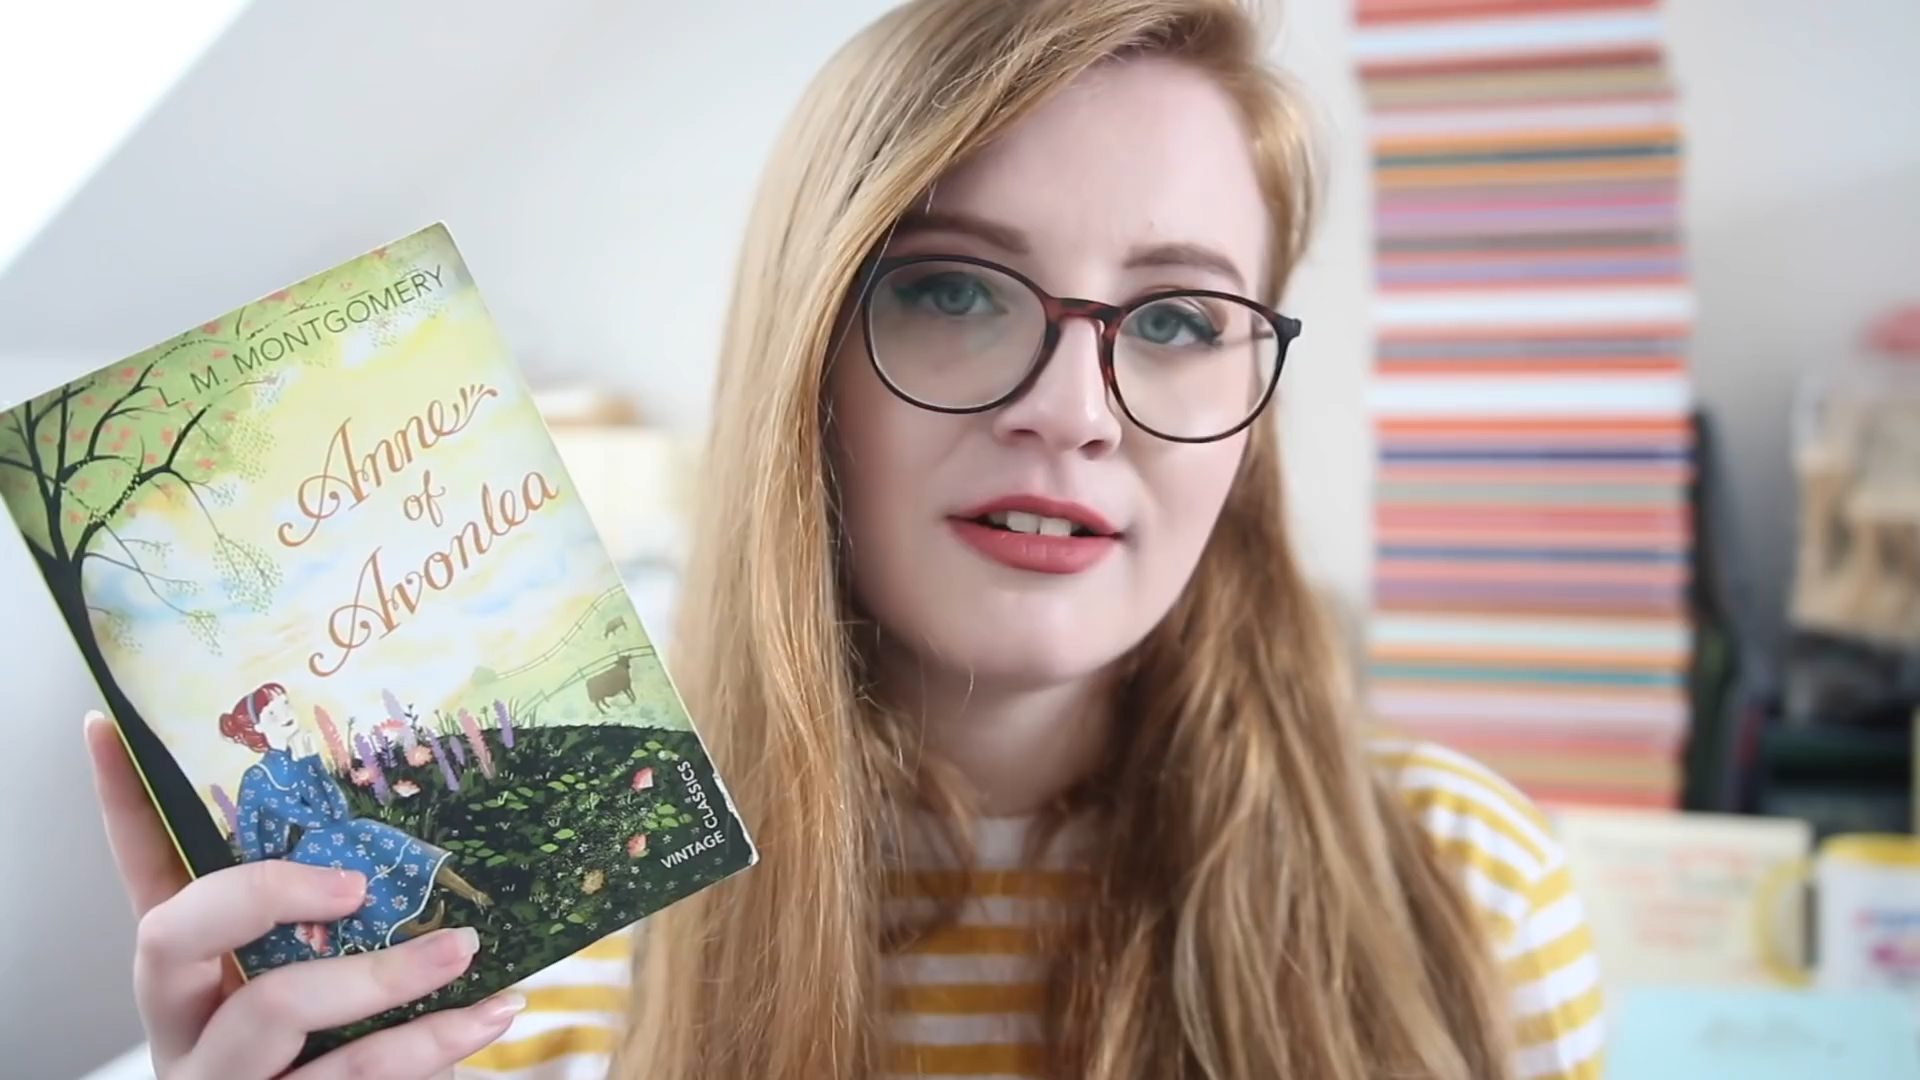 L. M. MONTGOMERY
Anne
of
Avonlea
VINTAGE CLASSICS